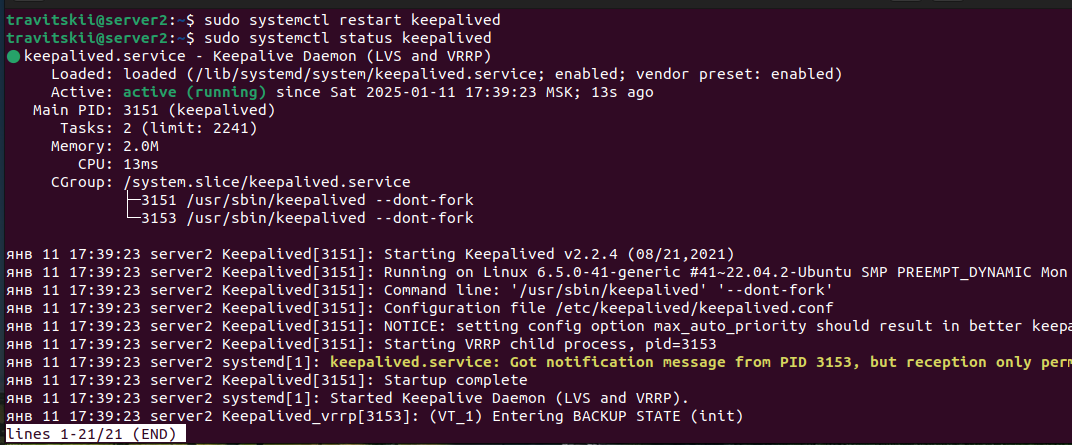 travitskii@server2:~$ sudo systemctl restart keepalived
travitskii@server2:~$ sudo systemctl status keepalived
● keepalived.service - Keepalive Daemon (LVS and VRRP)
     Loaded: loaded (/lib/systemd/system/keepalived.service; enabled; vendor preset: enabled)
     Active: active (running) since Sat 2025-01-11 17:39:23 MSK; 13s ago
   Main PID: 3151 (keepalived)
      Tasks: 2 (limit: 2241)
     Memory: 2.0M
        CPU: 13ms
     CGroup: /system.slice/keepalived.service
             ├─3151 /usr/sbin/keepalived --dont-fork
             └─3153 /usr/sbin/keepalived --dont-fork
янв 11 17:39:23 server2 Keepalived[3151]: Starting Keepalived v2.2.4 (08/21,2021)
янв 11 17:39:23 server2 Keepalived[3151]: Running on Linux 6.5.0-41-generic #41~22.04.2-Ubuntu SMP PREEMPT_DYNAMIC Mon
янв 11 17:39:23 server2 Keepalived[3151]: Command line: '/usr/sbin/keepalived' '--dont-fork'
янв 11 17:39:23 server2 Keepalived[3151]: Configuration file /etc/keepalived/keepalived.conf
янв 11 17:39:23 server2 Keepalived[3151]: NOTICE: setting config option max_auto_priority should result in better keepa
янв 11 17:39:23 server2 Keepalived[3151]: Starting VRRP child process, pid=3153
янв 11 17:39:23 server2 systemd[1]: keepalived.service: Got notification message from PID 3153, but reception only perm
янв 11 17:39:23 server2 Keepalived[3151]: Startup complete
янв 11 17:39:23 server2 systemd[1]: Started Keepalive Daemon (LVS and VRRP).
янв 11 17:39:23 server2 Keepalived_vrrp[3153]: (VT_1) Entering BACKUP STATE (init)
lines 1-21/21 (END)